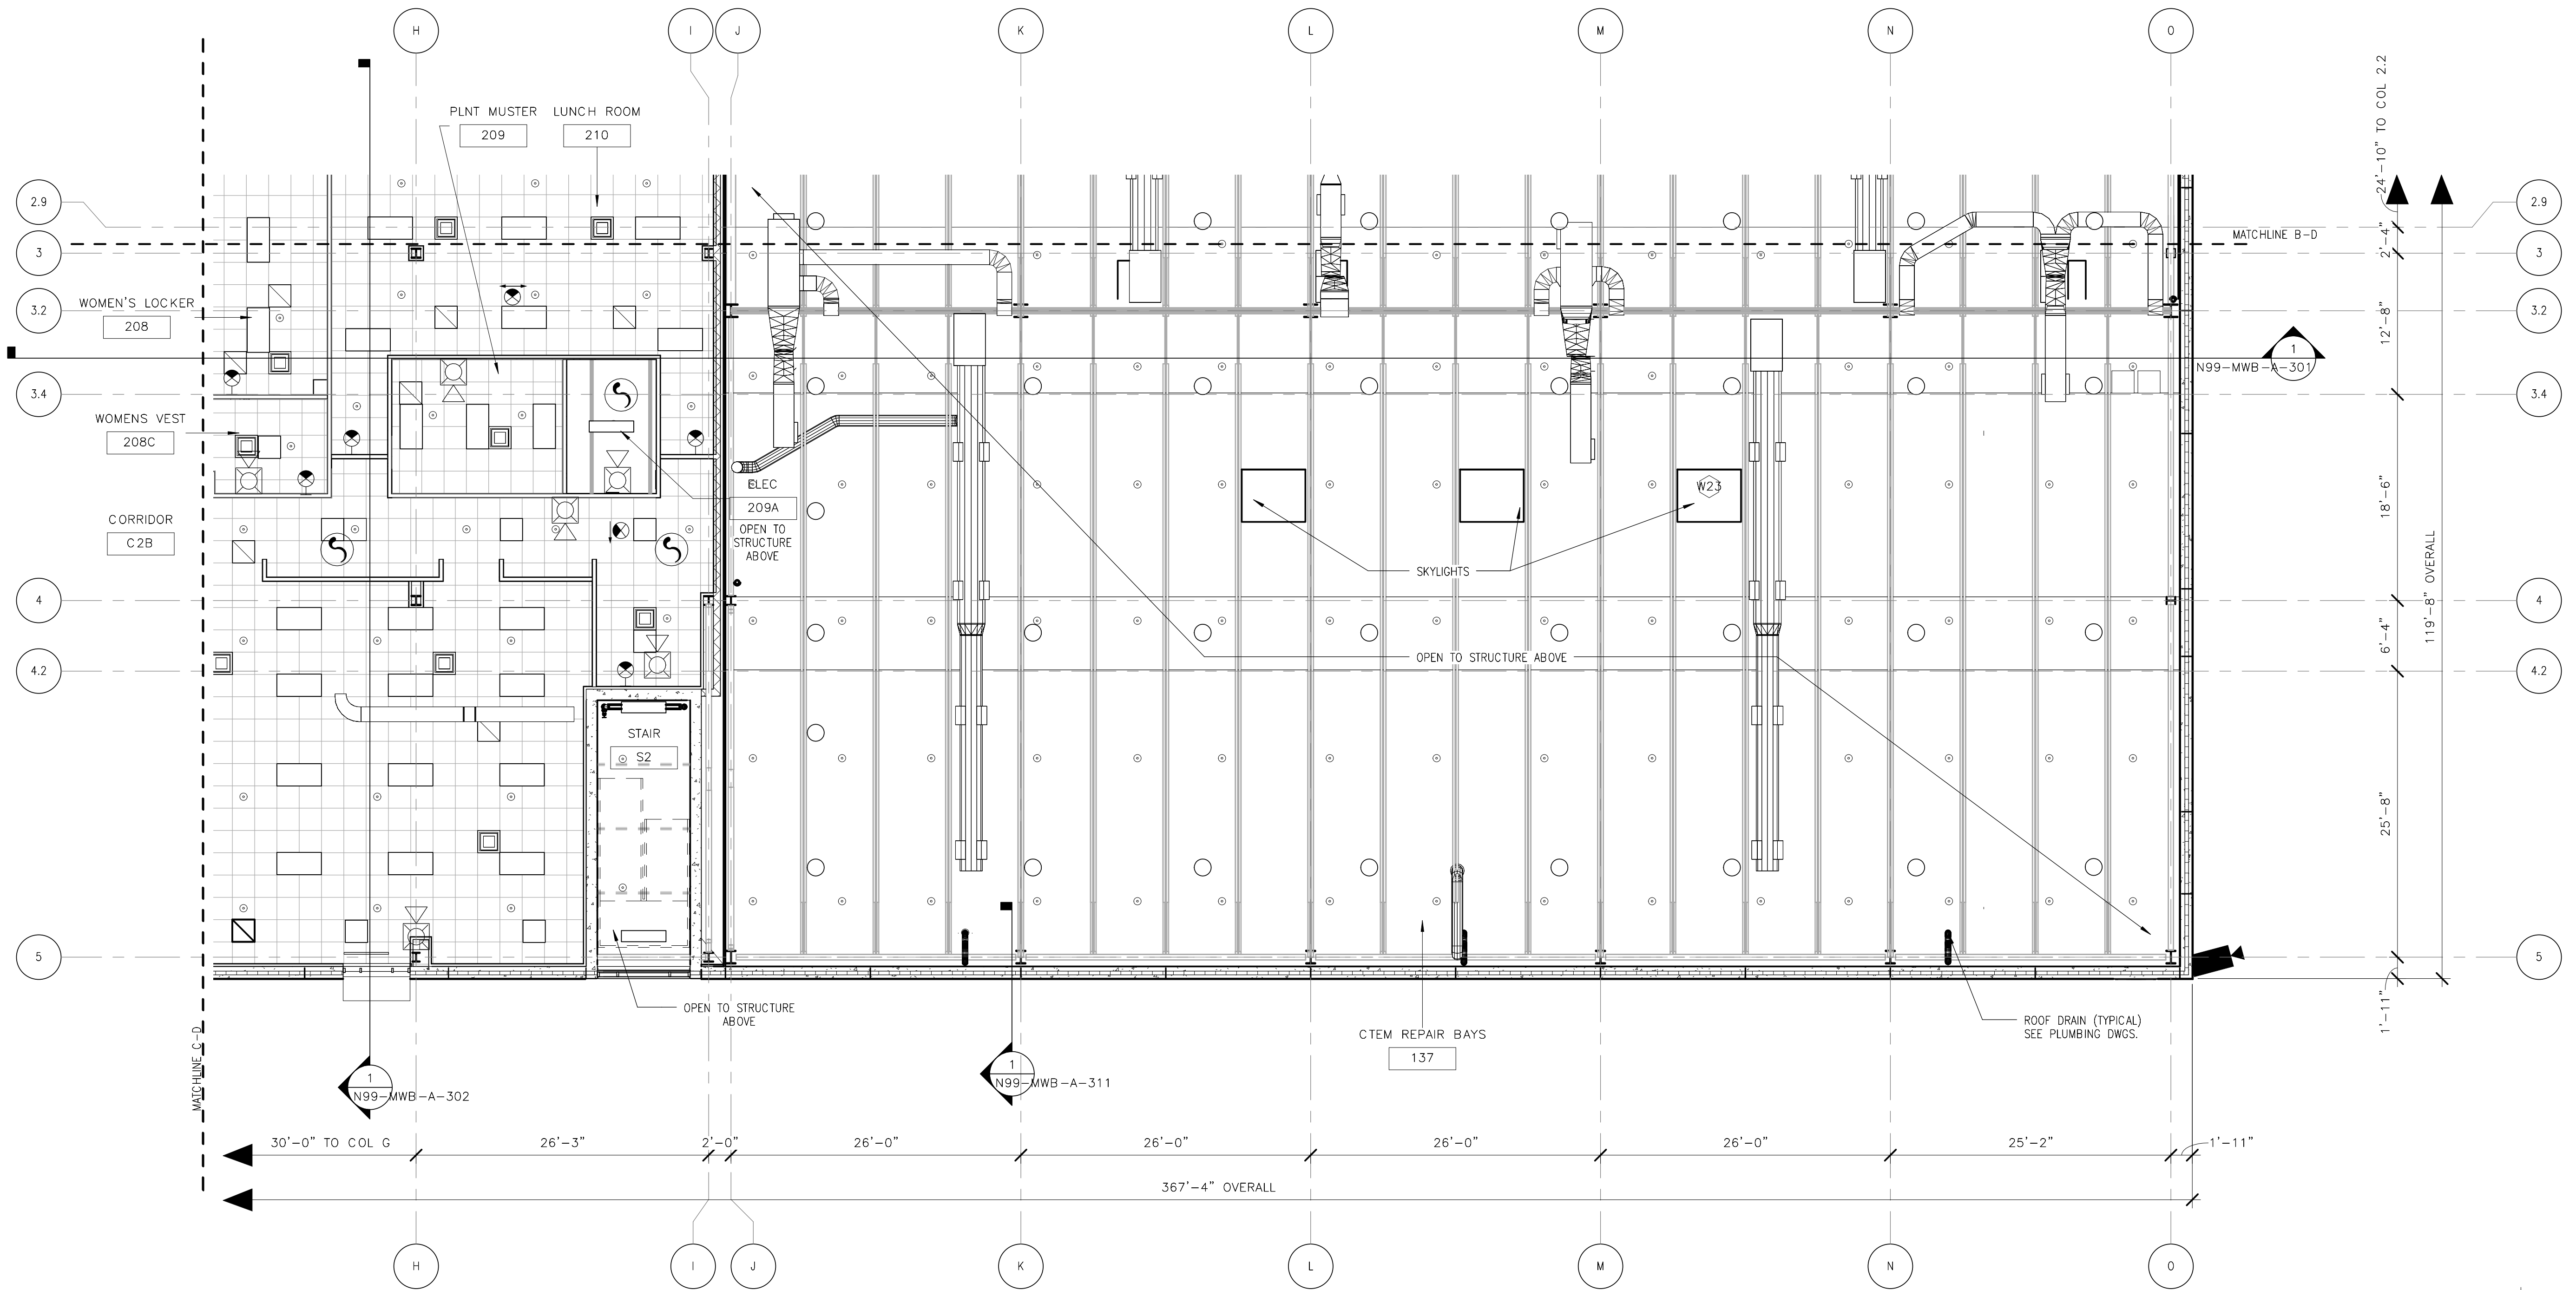 H I J K L M N O
24'-10" TO COL 2.2
PLNT MUSTER
209
LUNCH ROOM
210
2.9
2.9
MATCHLINE B-D
2'-4"
3
3
WOMEN'S LOCKER
208
3.2
3.2
12'-8"
1
N99-MWB-A-301
3.4
3.4
WOMENS VEST
208C
ELEC
209A
OPEN TO
STRUCTURE
ABOVE
W23
18'-6"
CORRIDOR
C2B
SKYLIGHTS
119'-8" OVERALL
4
4
6'-4"
OPEN TO STRUCTURE ABOVE
4.2
4.2
STAIR
S2
25'-8"
5
5
OPEN TO STRUCTURE
ABOVE
1'-11"
ROOF DRAIN (TYPICAL)
SEE PLUMBING DWGS.
CTEM REPAIR BAYS
137
MATCHLINE C-D
1
N99-MWB-A-302
1
N99-MWB-A-311
30'-0" TO COL G
26'-3"
2'-0"
26'-0"
26'-0"
26'-0"
26'-0"
25'-2"
1'-11"
367'-4" OVERALL
H I J K L M N O